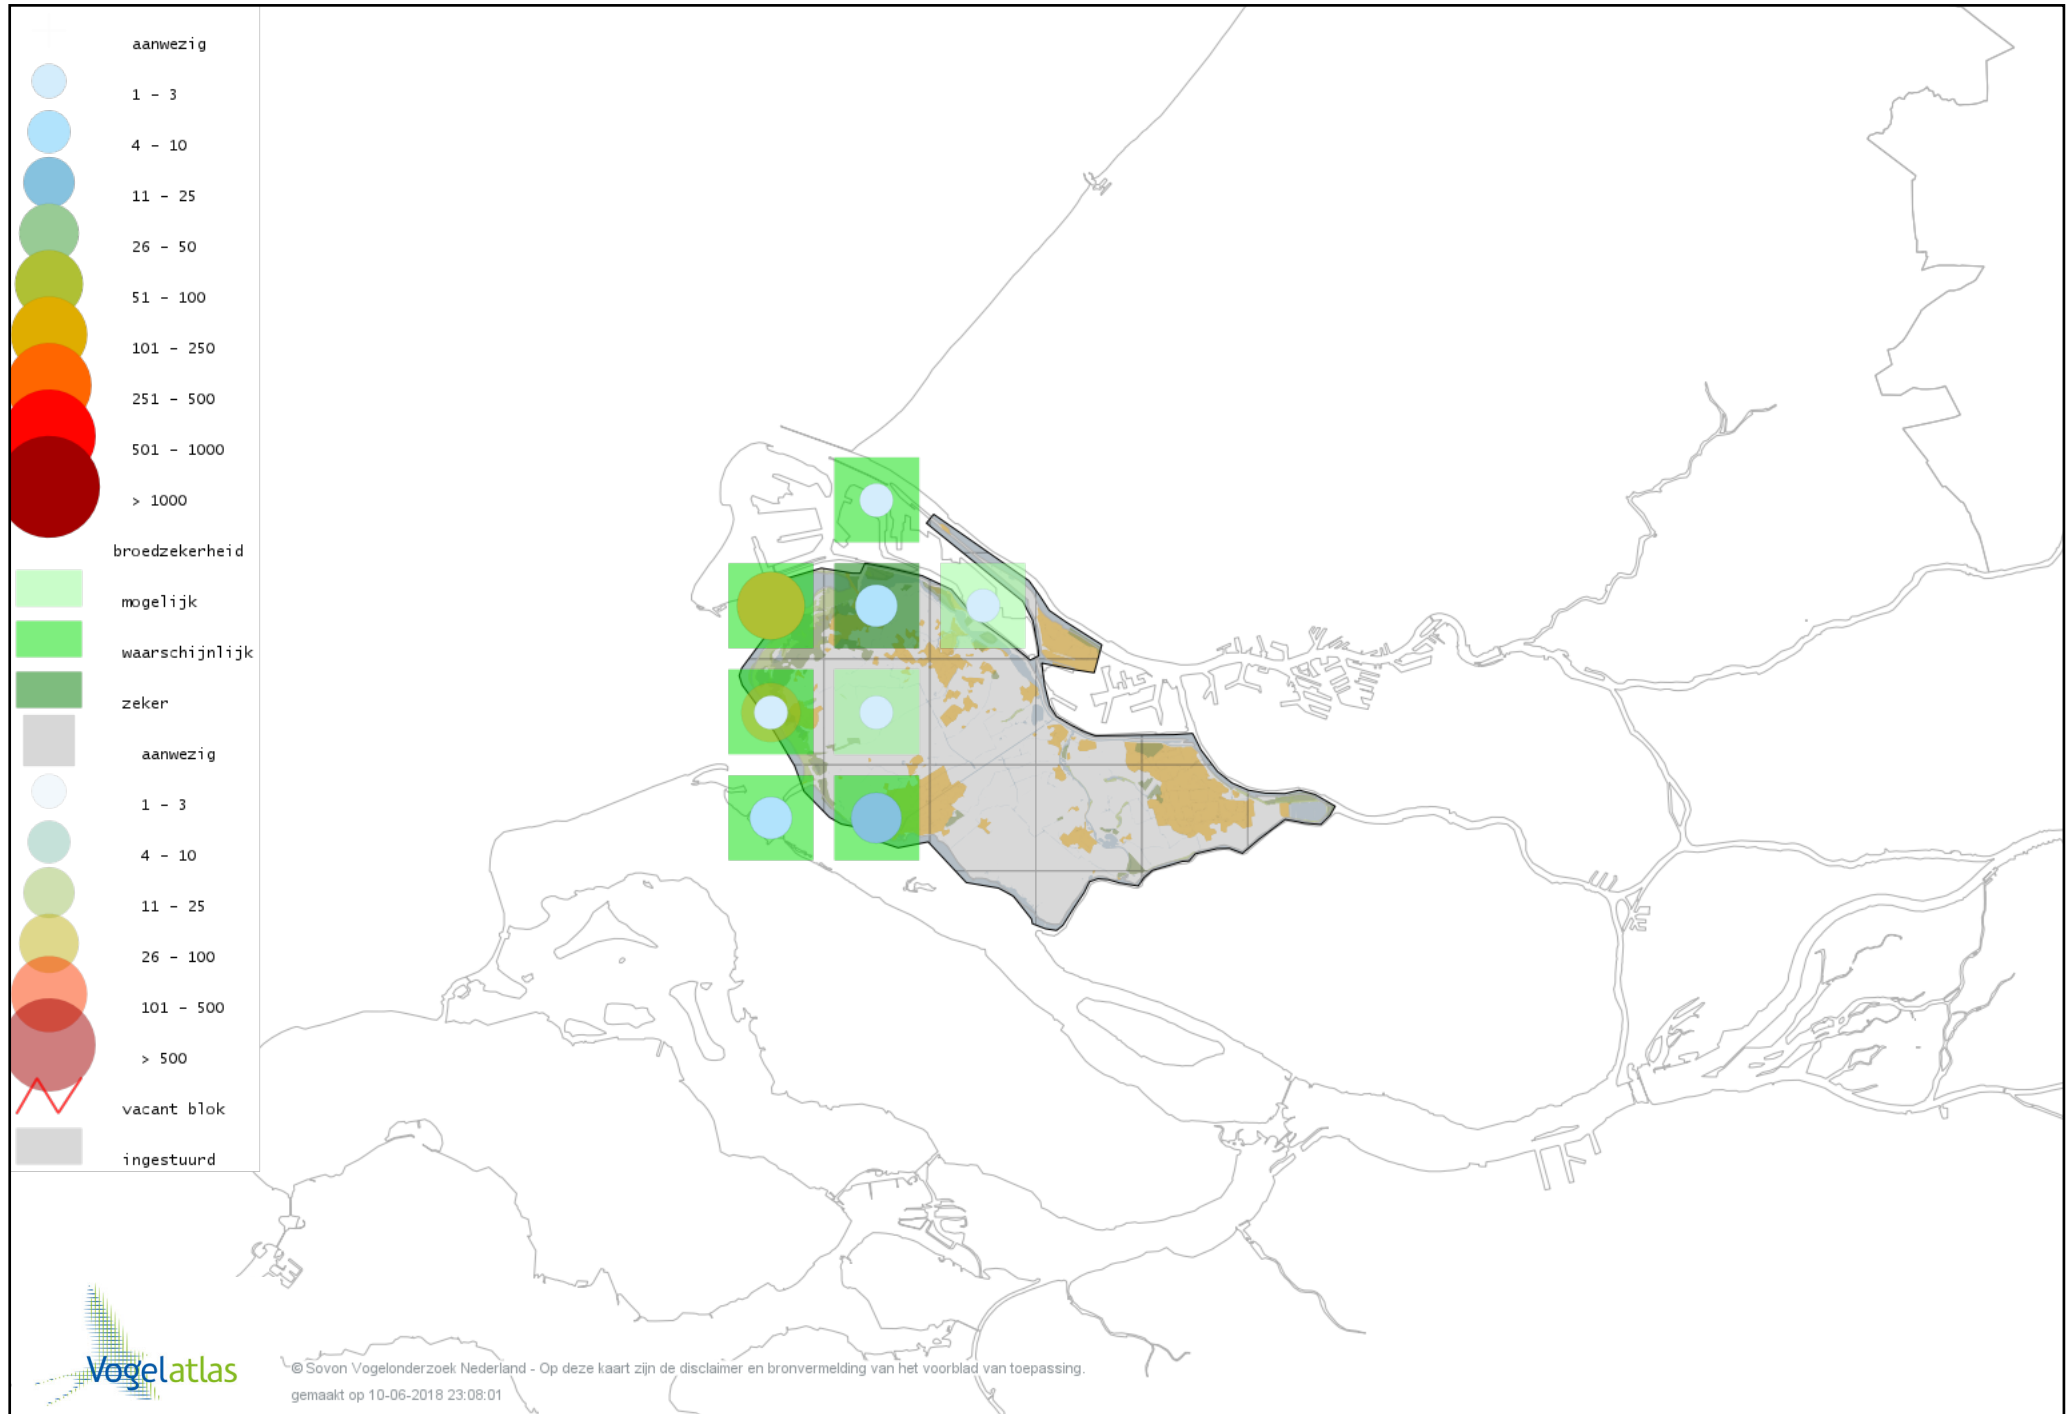 aanwezig
1 - 3
4 - 10
11 - 25
26 - 50
51 - 100
101 - 250
251 - 500
501 - 1000
> 1000
broedzekerheid
mogelijk
waarschijnlijk
zeker
aanwezig
1 - 3
4 - 10
11 - 25
26 - 100
101 - 500
> 500
vacant blok
ingestuurd
Vogelatlas
© Sovon Vogelonderzoek Nederland - Op deze kaart zijn de disclaimer en bronvermelding van het voorblad van toepassing.
gemaakt op 10-06-2018 23:08:01